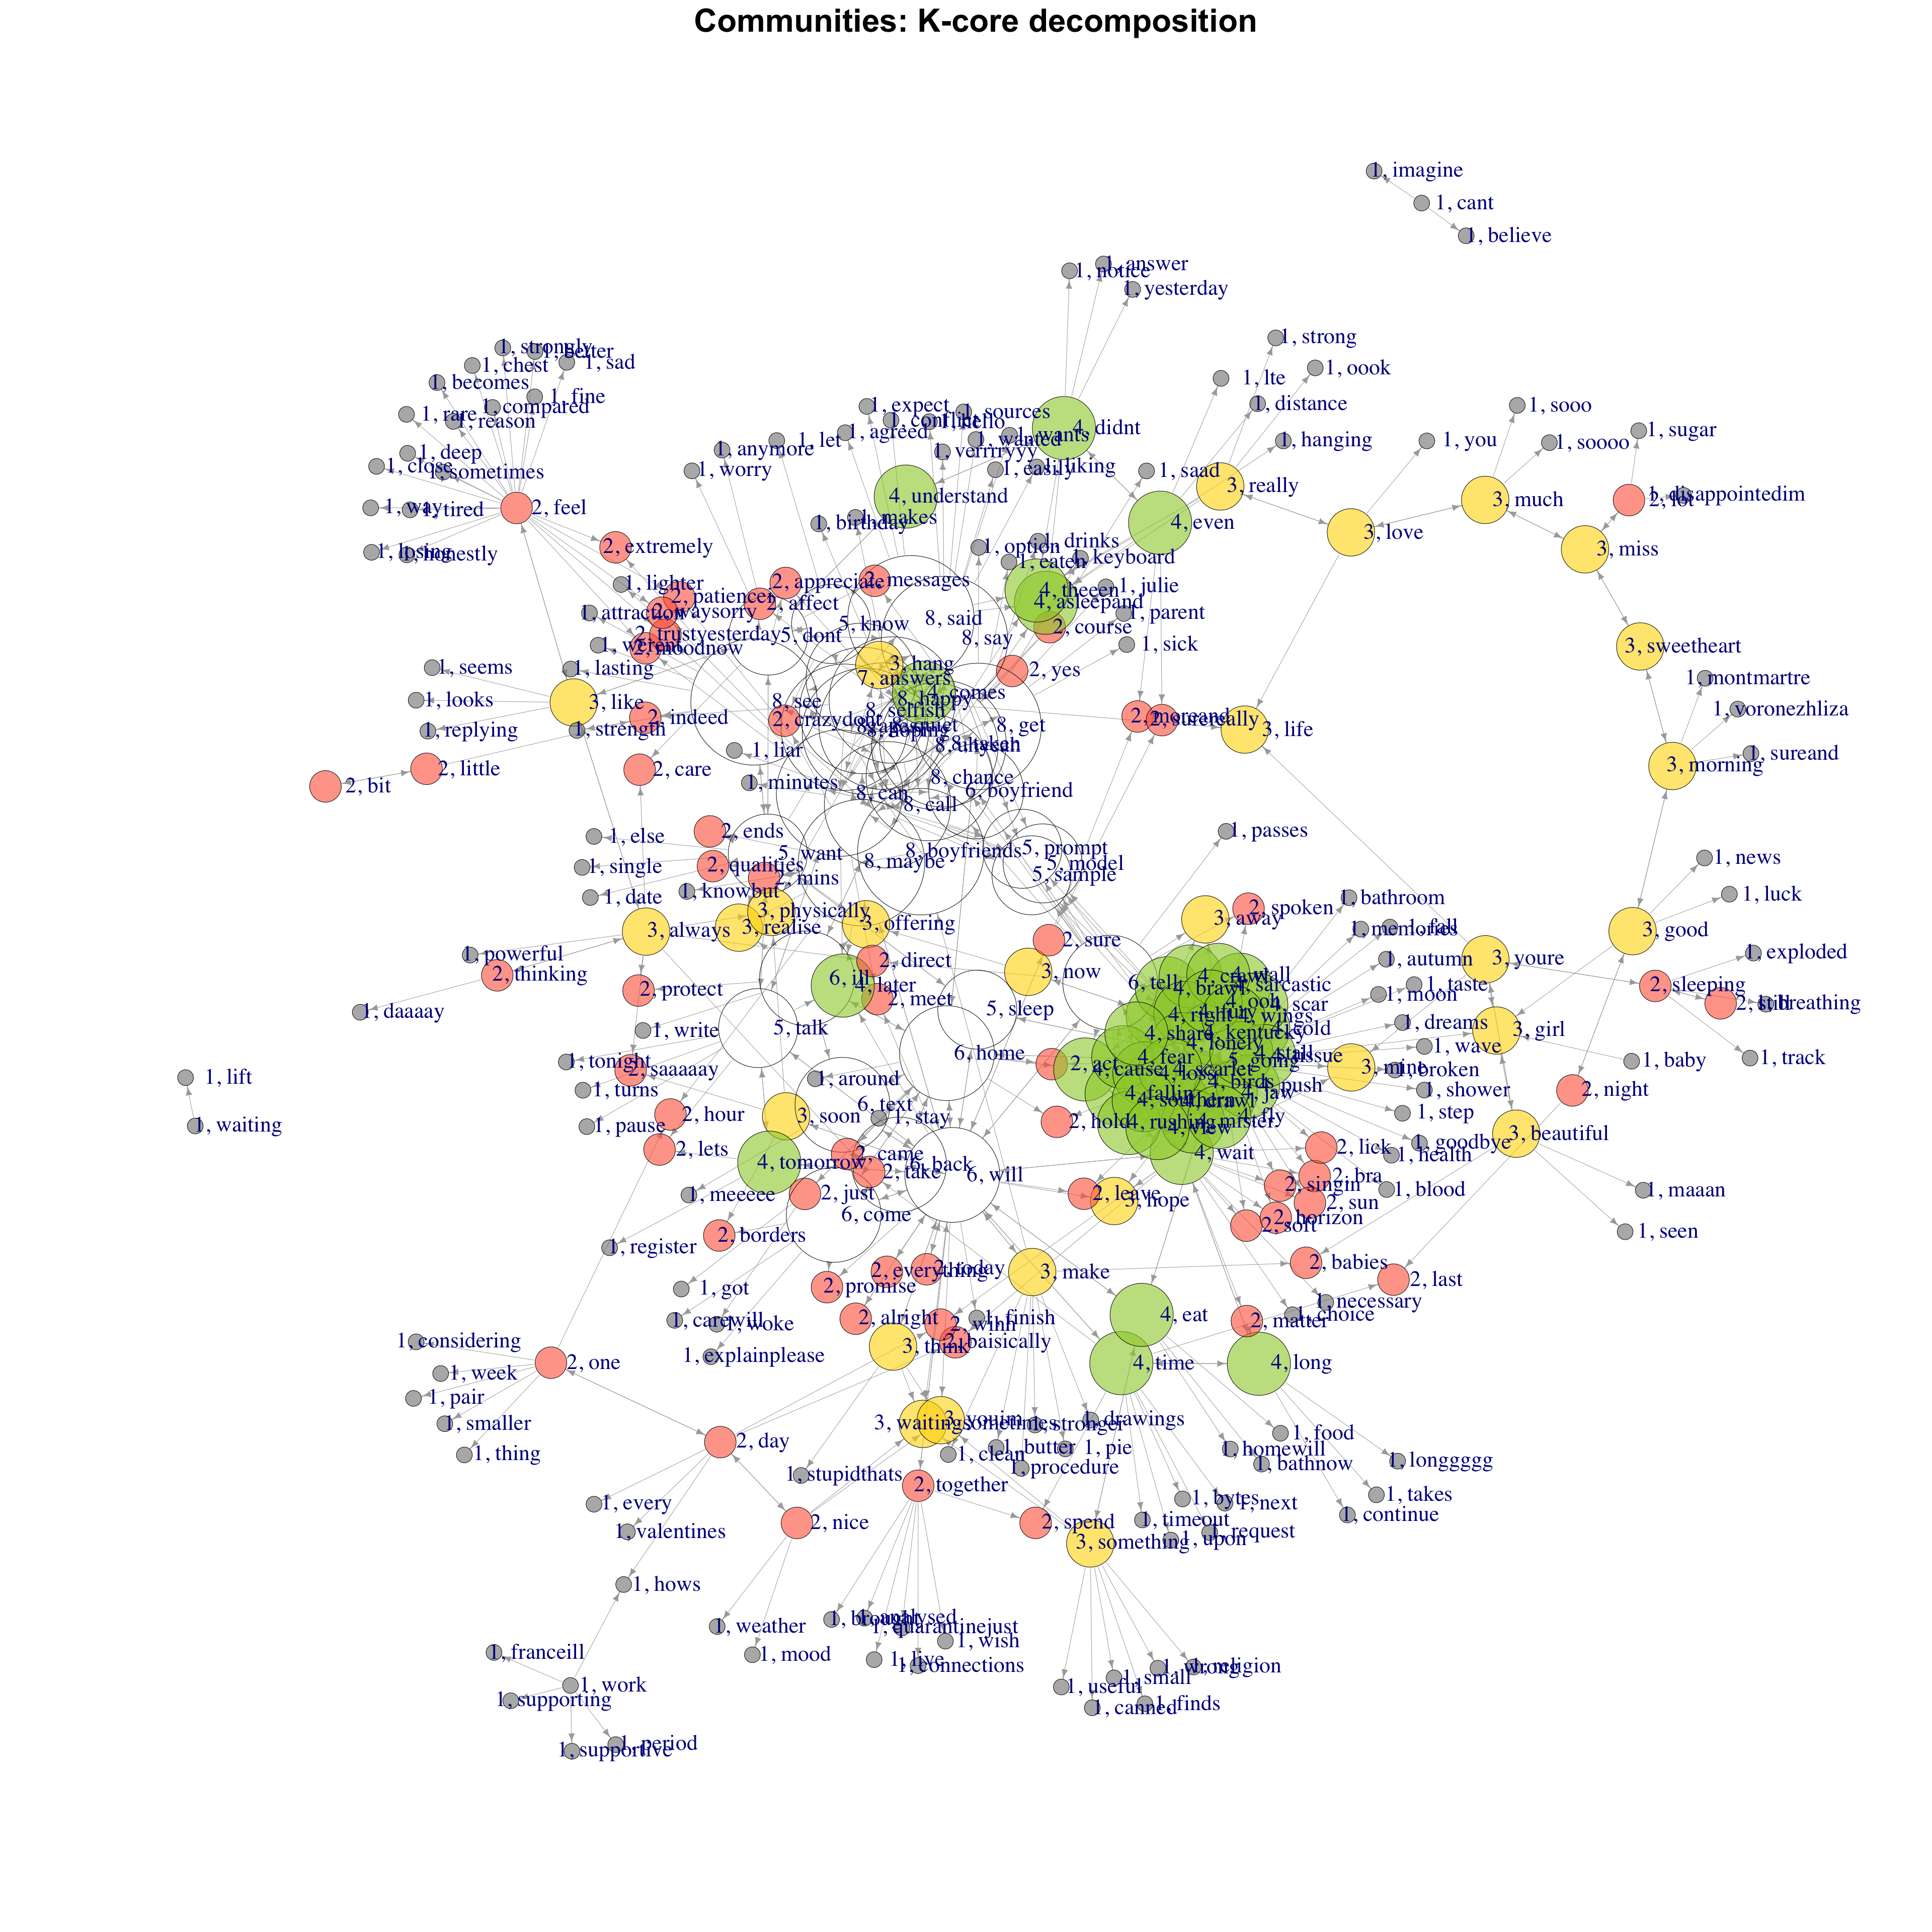 Communities: K-core decomposition
1, imagine
1, cant
1, believe
1, notice
1, answer
1, yesterday
1, strong
1, lte
1, oook
1, distance
1, hanging
1, strongly
1, better
1, chest
1, sad
1, becomes
1, fine
1, rare
1, compared
1, reason
1, deep
1, close
1, sometimes
1, way
1, tired
2, feel
1, losing
1, honestly
2, extremely
1, expect
1, conflict
1, hello
1, sources
1, agreed
1, let
1, anymore
1, worry
1, verrrryyy
1, wanted
1, wants
4, didnt
1, easily
1, liking
4, understand
1, makes
1, birthday
1, saad
4, even
3, really
1, you
3, love
1, sooo
1, soooo
3, much
1, sugar
1, disappointedim
2, lot
3, miss
1, option
1, drinks
1, eaten
1, keyboard
1, julie
4, theeen
4, asleepand
1, parent
2, course
1, sick
2, yes
1, lighter
2, patiencei
2, appreciate
2, messages
2, affect
1, attraction
2, waysorry
2, trustyesterday
1, werent
2, moodnow
5, dont
5, know
8, said
8, say
3, hang
7, answers
4, comes
8, happy
8, see
8, selfish
8, get
2, crazydont
1, lasting
1, seems
1, looks
3, like
1, replying
1, strength
2, indeed
2, little
2, bit
2, care
1, liar
1, minutes
8, chance
6, boyfriend
8, can
8, call
8, boyfriends
8, maybe
5, want
5, prompt
5, model
5, sample
2, moreand
2, surereally
3, life
3, sweetheart
1, montmartre
1, voronezhliza
1, sureand
3, morning
1, passes
1, news
1, luck
3, good
1, exploded
2, sleeping
2, still
1, breathing
1, track
1, else
2, ends
1, single
2, qualities
2, mins
1, date
1, knowbut
3, physically
3, realise
3, offering
3, always
1, powerful
2, thinking
1, daaaay
2, protect
1, write
5, talk
6, ill
4, later
2, direct
2, meet
5, sleep
3, now
2, sure
3, away
2, spoken
1, bathroom
1, memories
1, fall
1, autumn
1, taste
1, moon
1, dreams
1, wave
1, broken
1, shower
1, step
1, goodbye
1, health
1, blood
3, youre
3, girl
1, baby
2, night
3, beautiful
1, maaan
1, seen
3, mine
6, tell
4, crawl
4, wall
4, brawl
4, sarcastic
4, ooh
4, scar
4, right
4, fury
4, wings
4, share
4, kentucky
4, sold
4, lonely
4, fear
4, stall
4, tissue
5, going
2, act
4, cause
4, loss
4, scarlet
4, birds
4, push
4, fallin
4, jaw
4, southern
4, drawl
4, fly
4, rushing
4, mister
4, view
4, wait
2, hold
6, home
1, tonight
2, saaaaay
1, turns
1, pause
1, around
6, text
1, stay
3, soon
2, hour
2, lets
4, tomorrow
2, came
2, take
6, back
6, will
1, meeeee
2, just
6, come
2, borders
1, register
2, leave
3, hope
2, lick
2, bra
2, singin
2, sun
2, horizon
2, soft
2, babies
2, last
1, necessary
1, choice
2, matter
1, lift
1, waiting
1, got
1, carewill
1, woke
1, explainplease
2, promise
2, everything
2, today
2, alright
2, wihh
1, finish
2, baisically
3, think
3, make
4, eat
4, time
4, long
1, considering
1, week
1, pair
1, smaller
1, thing
2, one
2, day
3, waitingsometimes
3, youim
1, stronger
1, drawings
1, butter
1, pie
1, clean
1, procedure
1, stupidthats
2, together
1, food
1, homewill
1, bathnow
1, longgggg
1, takes
1, continue
1, bytes
1, next
1, timeout
1, request
1, upon
1, every
1, valentines
2, nice
2, spend
3, something
1, hows
1, weather
1, mood
1, brought
1, analysed
1, quarantinejust
1, wish
1, live
1, connections
1, franceill
1, work
1, supporting
1, supportive
1, period
1, useful
1, small
1, wrong
1, religion
1, canned
1, finds